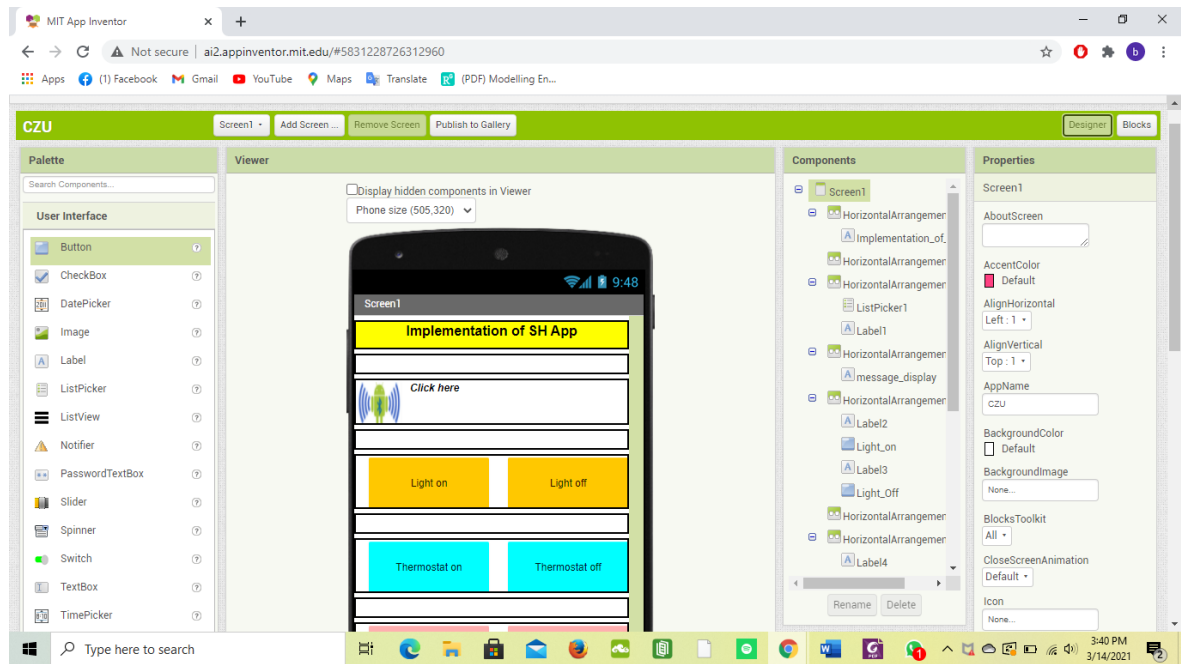 MIT App Inventor
Not secure | ai2.appinventor.mit.edu/#5831228726312960
b
Apps (1) Facebook Gmail YouTube Maps Translate (PDF) Modelling En...
CZU
Screen1 Add Screen ... Remove Screen Publish to Gallery Designer Blocks
Palette
Search Components...
User Interface
Button
CheckBox
DatePicker
Image
Label
ListPicker
ListView
Notifier
PasswordTextBox
Slider
Spinner
Switch
TextBox
TimePicker
Viewer
Display hidden components in Viewer
Phone size (505,320)
9:48
Screen1
Implementation of SH App
Click here
Light on Light off
Thermostat on Thermostat off
Components
Screen1
HorizontalArrangemer
Implementation_of_
HorizontalArrangemer
HorizontalArrangemer
ListPicker1
Label1
HorizontalArrangemer
message_display
HorizontalArrangemer
Label2
Light_on
Label3
Light_Off
HorizontalArrangemer
HorizontalArrangemer
Label4
Rename Delete
Properties
Screen1
AboutScreen
AccentColor
Default
AlignHorizontal
Left : 1
AlignVertical
Top : 1
AppName
CZU
BackgroundColor
Default
BackgroundImage
None...
BlocksToolkit
All
CloseScreenAnimation
Default
Icon
None...
Type here to search
3:40 PM
3/14/2021